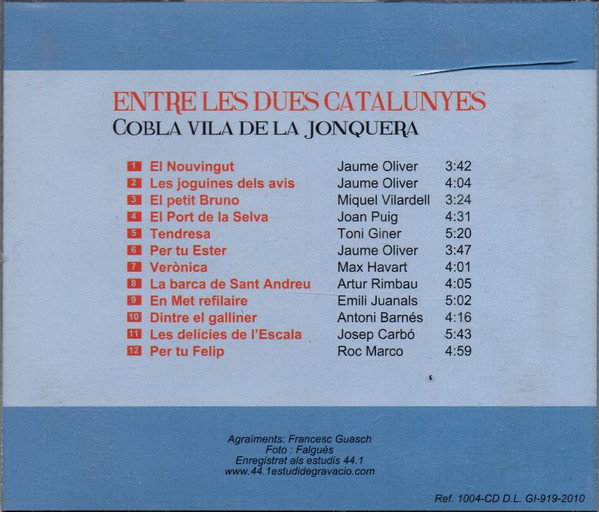 ENTRE LES DUES CATALUNYES
COBLA VILA DE LA JONQUERA
1 El Nouvingut Jaume Oliver 3:42
2 Les joguines dels avis Jaume Oliver 4:04
3 El petit Bruno Miquel Vilardell 3:24
4 El Port de la Selva Joan Puig 4:31
5 Tendresa Toni Giner 5:20
6 Per tu Ester Jaume Oliver 3:47
7 Verònica Max Havart 4:01
8 La barca de Sant Andreu Artur Rimbau 4:05
9 En Met refilaire Emili Juanals 5:02
10 Dintre el galliner Antoni Barnés 4:16
11 Les delícies de l'Escala Josep Carbó 5:43
12 Per tu Felip Roc Marco 4:59
Agraïments: Francesc Guasch
Foto : Falgués
Enregistrat als estudis 44.1
www.44.1estudidegravacio.com
Ref. 1004-CD D.L. GI-919-2010